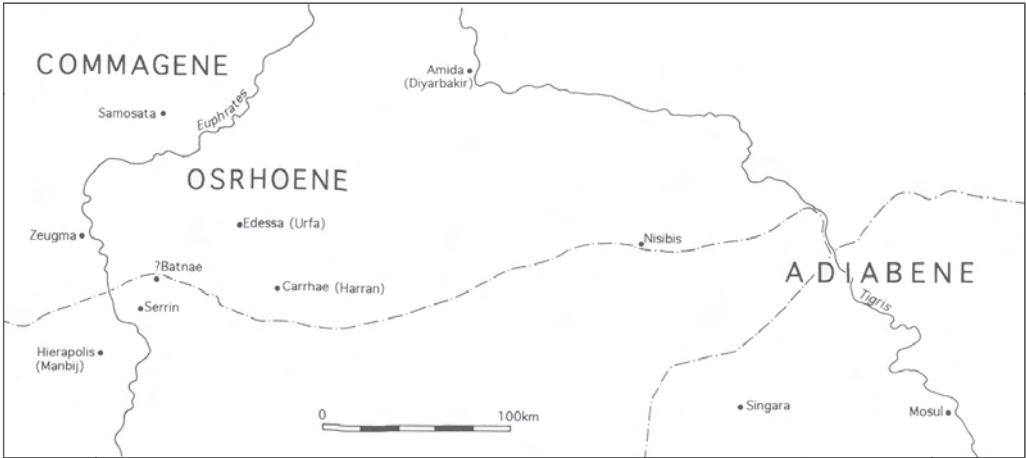 COMMAGENE
Amida
(Diyarbakir)
Samosata
Euphrates
OSRHOENE
Edessa (Urfa)
Zeugma
Nisibis
?Batnae
ADIABENE
Carrhae (Harran)
Tigris
Serrin
Hierapolis
(Manbij)
0 100km
Singara
Mosul